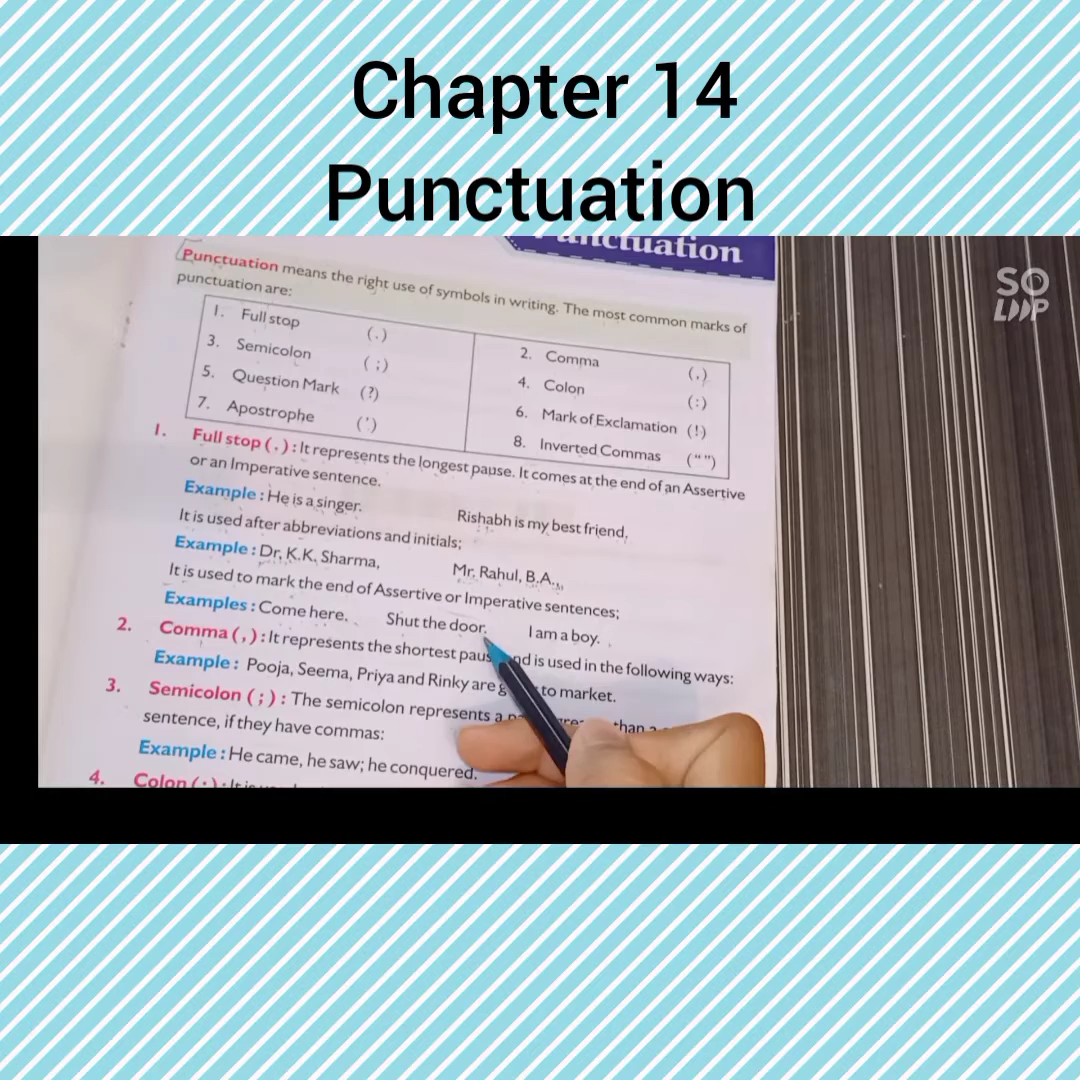 Chapter 14
Punctuation
Punctuation
SO
LOOP
Punctuation means the right use of symbols in writing. The most common marks of
punctuation are:
1. Full stop (.) 2. Comma (,)
3. Semicolon (;) 4. Colon (:)
5. Question Mark (?) 6. Mark of Exclamation (!)
7. Apostrophe (') 8. Inverted Commas (“ ”)
1. Full stop (.) : It represents the longest pause. It comes at the end of an Assertive
or an Imperative sentence.
Example : He is a singer. Rishabh is my best friend.
It is used after abbreviations and initials;
Example : Dr. K.K. Sharma, Mr. Rahul, B.A.,
It is used to mark the end of Assertive or Imperative sentences;
Examples : Come here. Shut the door. I am a boy.
2. Comma (,) : It represents the shortest and is used in the following ways:
Example : Pooja, Seema, Priya and Rinky are to market.
3. Semicolon (;) : The semicolon represents a than a
sentence, if they have commas:
Example : He came, he saw; he conquered.
4. Colon (:) : It is